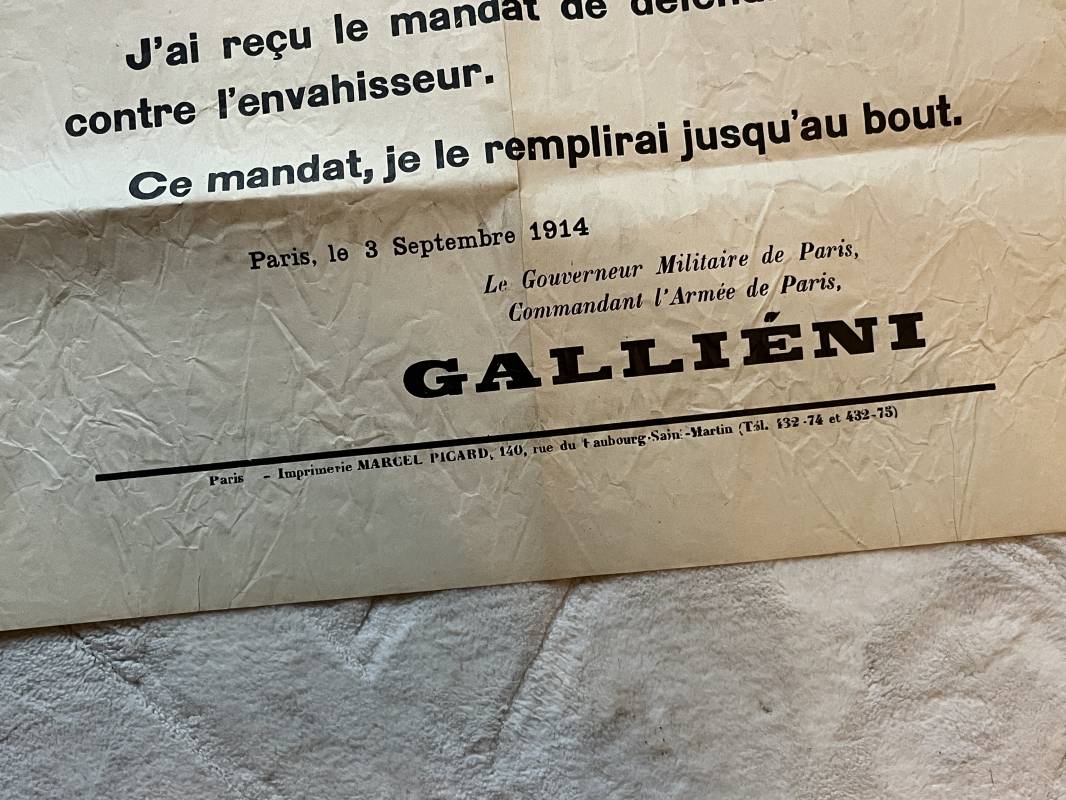 J'ai reçu le mandat de
contre l'envahisseur.
Ce mandat, je le remplirai jusqu'au bout.
Paris, le 3 Septembre 1914
Le Gouverneur Militaire de Paris,
Commandant l'Armée de Paris,
GALLIÉNI
Paris - Imprimerie MARCEL PICARD, 140, rue du Faubourg-Saint-Martin (Tél. 432-74 et 432-75)